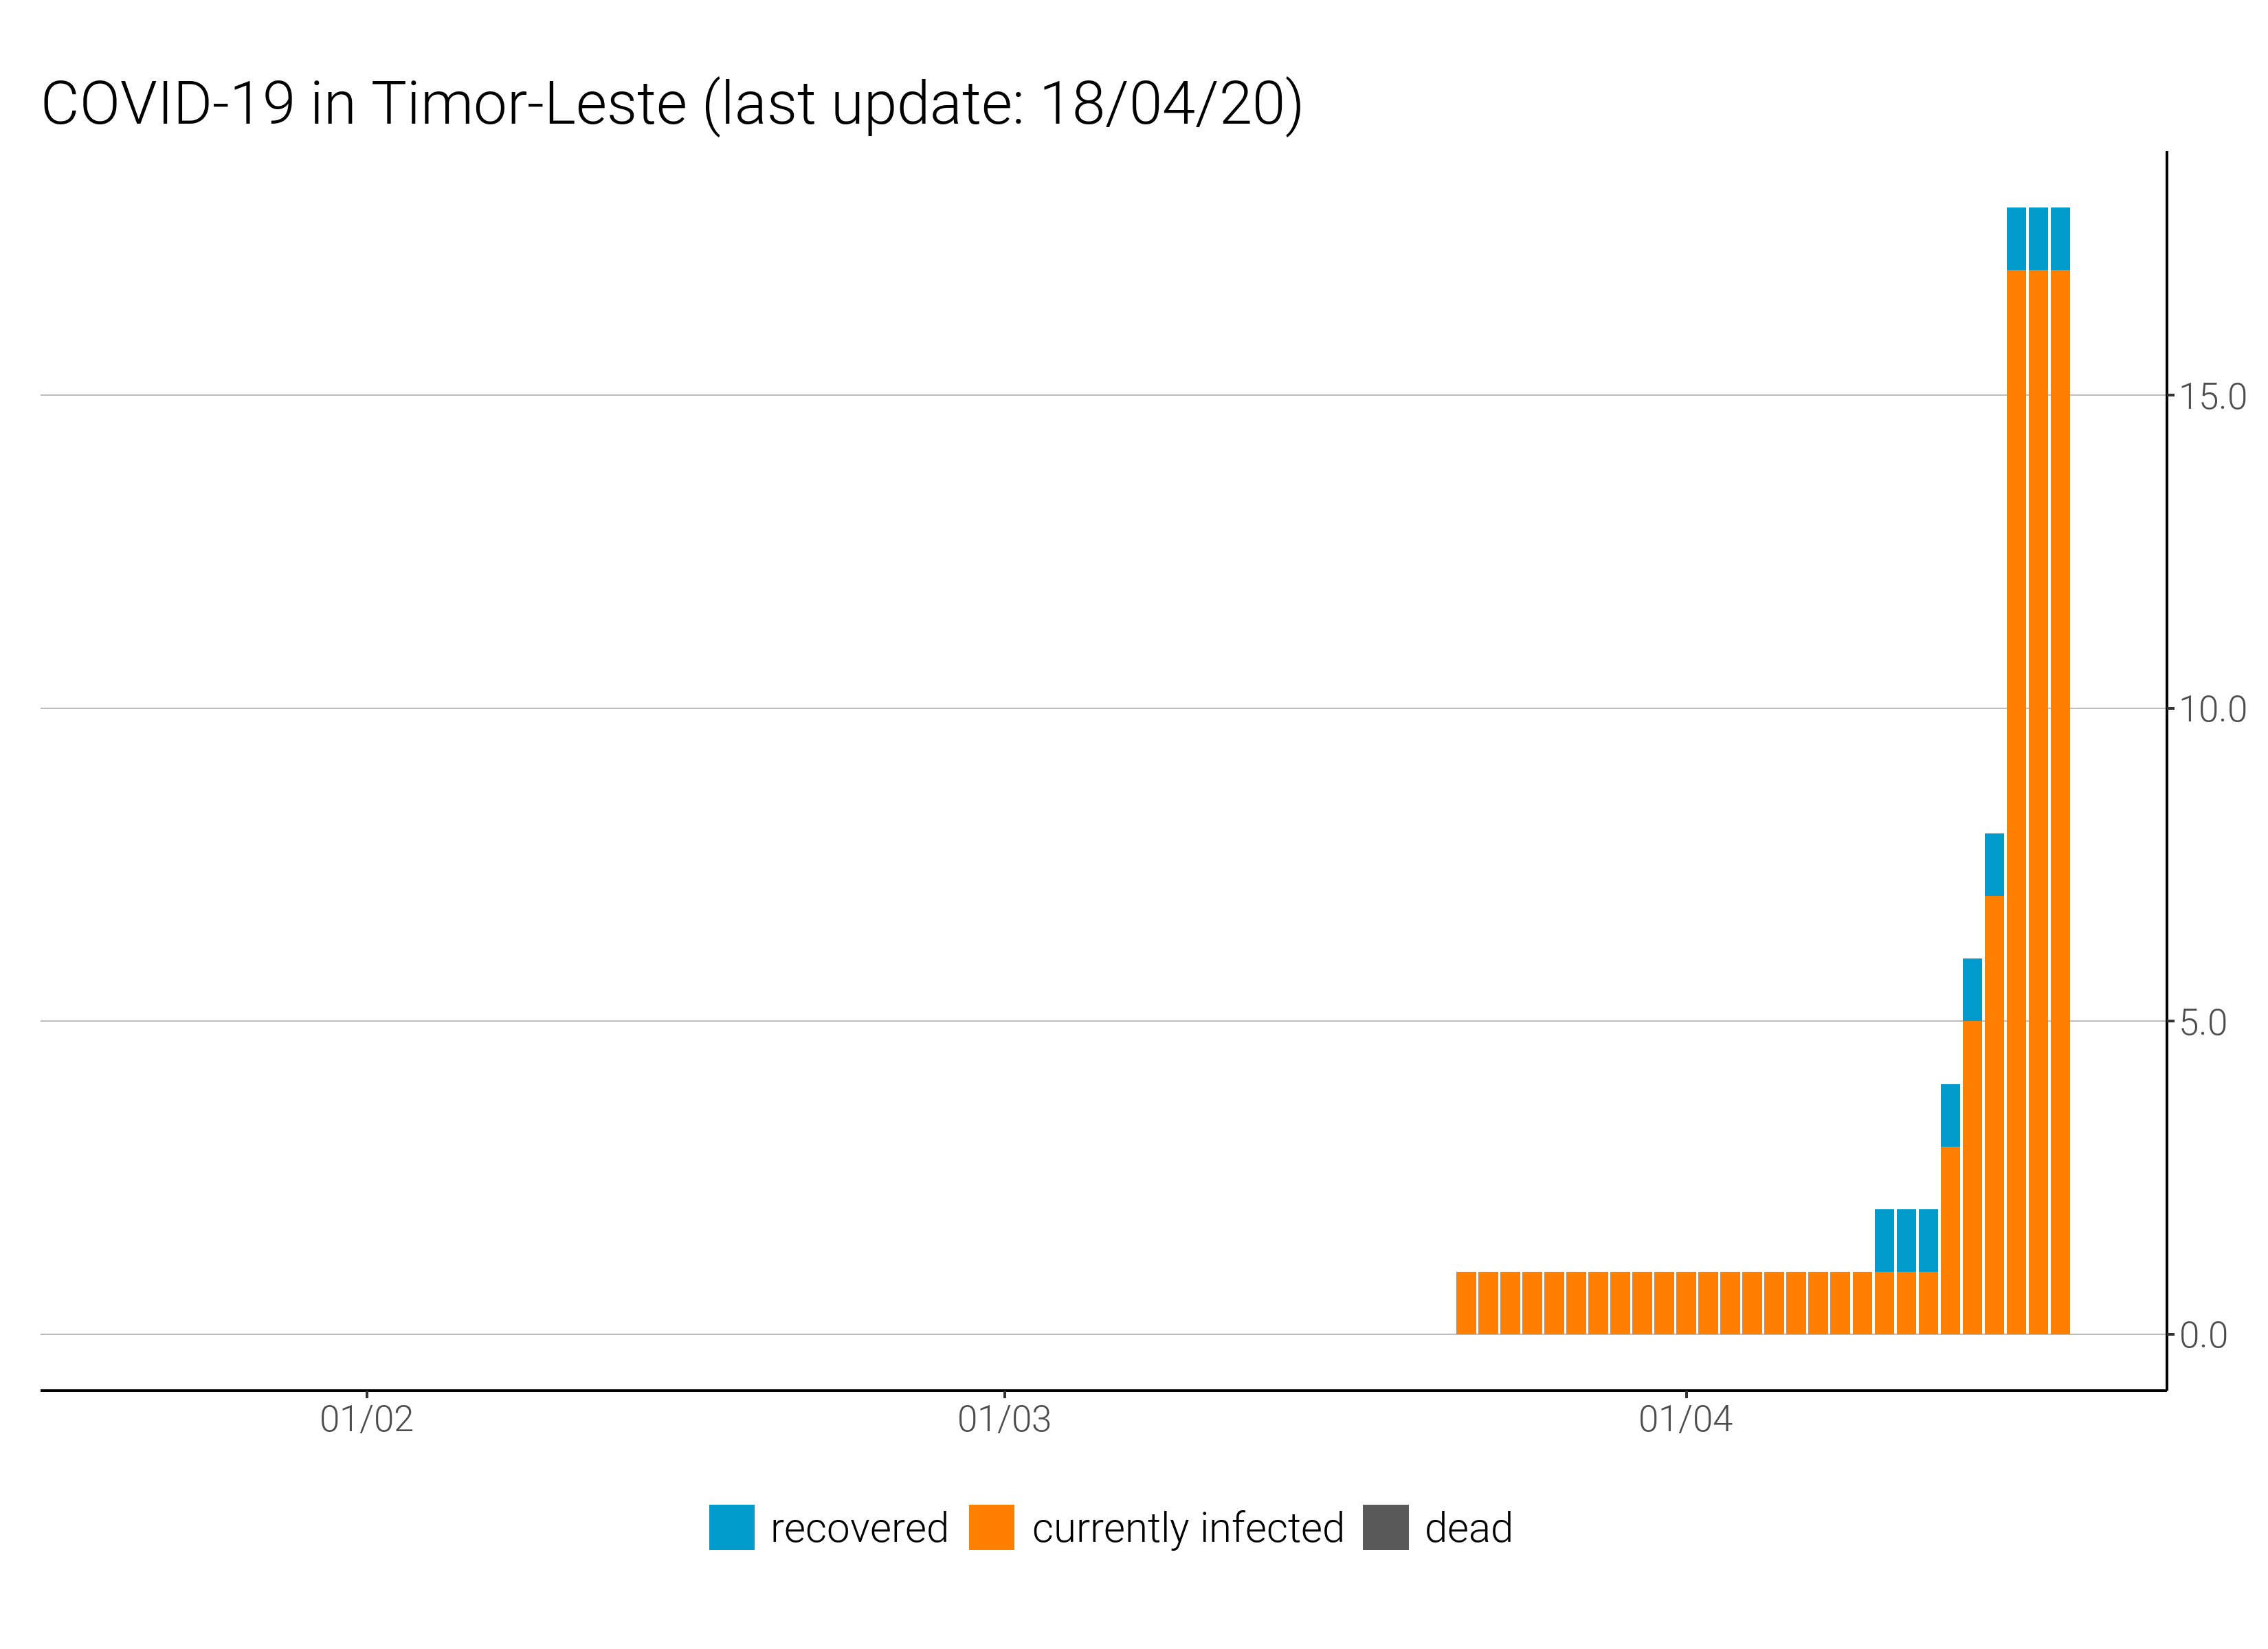 COVID-19 in Timor-Leste (last update: 18/04/20)
15.0
10.0
5.0
0.0
01/02 01/03 01/04
recovered currently infected dead